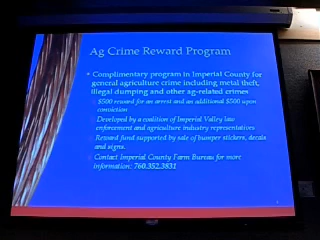 Ag Crime Reward Program
Complimentary program in Imperial County for
general agriculture crime including metal theft,
illegal dumping and other ag-related crimes
$500 reward for an arrest and an additional $500 upon
conviction
Developed by a coalition of Imperial Valley law
enforcement and agriculture industry representatives
Reward fund supported by sale of bumper stickers, decals
and signs.
Contact Imperial County Farm Bureau for more
information: 760.352.3831